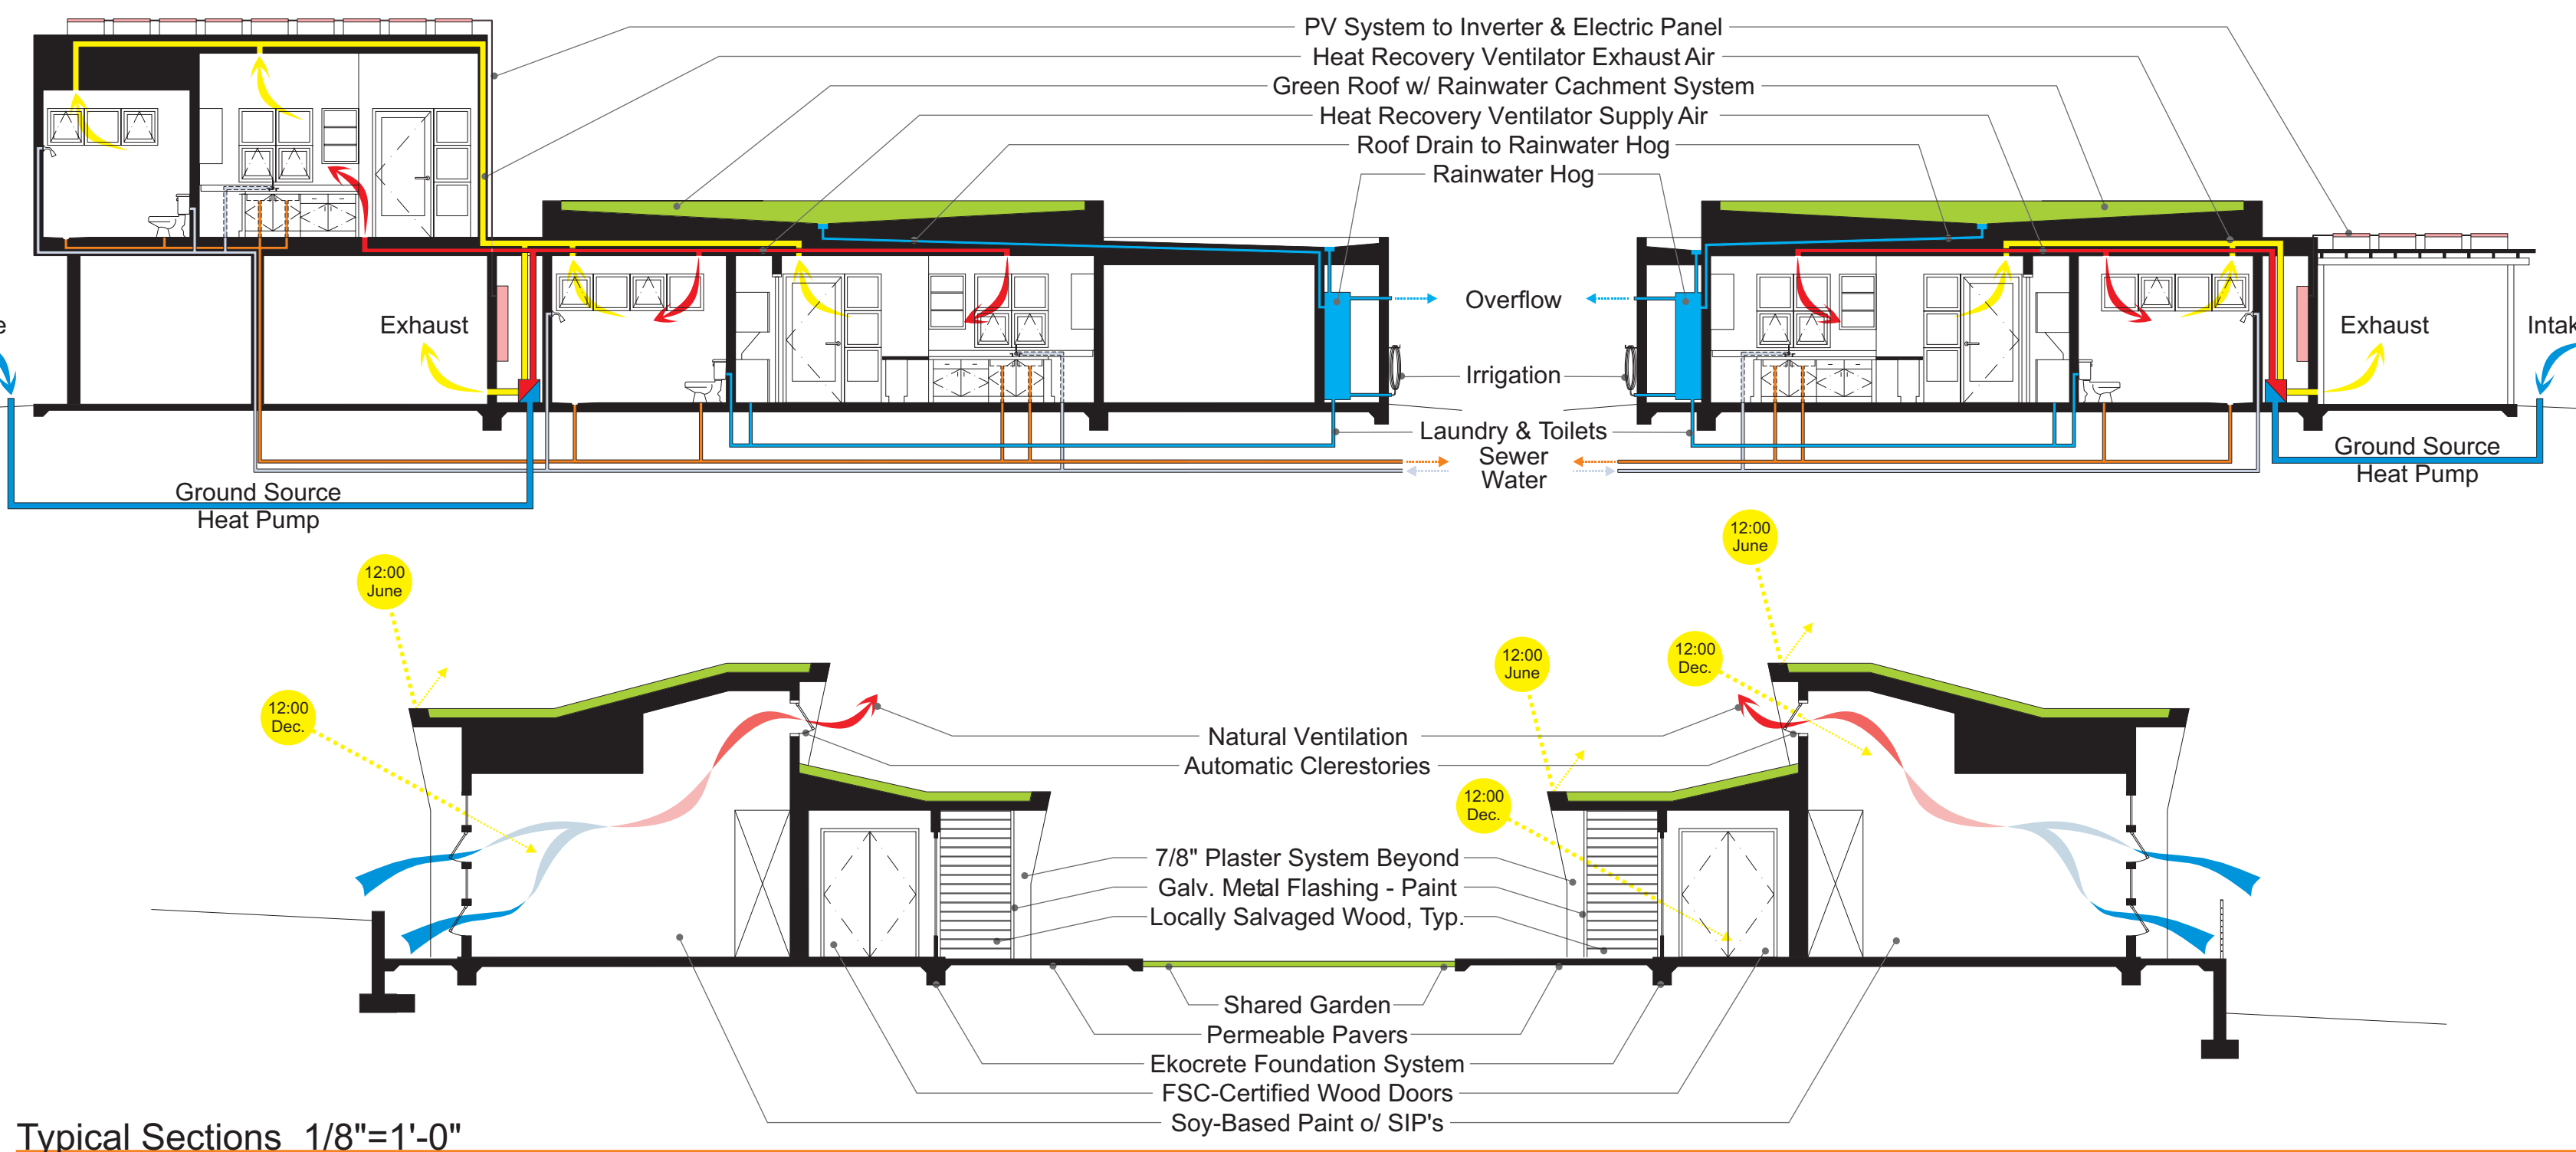 PV System to Inverter & Electric Panel
Heat Recovery Ventilator Exhaust Air
Green Roof w/ Rainwater Cachment System
Heat Recovery Ventilator Supply Air
Roof Drain to Rainwater Hog
Rainwater Hog
e
Exhaust
Overflow
Exhaust
Intak
Irrigation
Laundry & Toilets
Sewer
Water
Ground Source
Heat Pump
Ground Source
Heat Pump
12:00
June
12:00
Dec.
12:00
June
12:00
Dec.
12:00
June
12:00
Dec.
Natural Ventilation
Automatic Clerestories
7/8" Plaster System Beyond
Galv. Metal Flashing - Paint
Locally Salvaged Wood, Typ.
Shared Garden
Permeable Pavers
Ekocrete Foundation System
FSC-Certified Wood Doors
Soy-Based Paint o/ SIP's
Typical Sections 1/8"=1'-0"